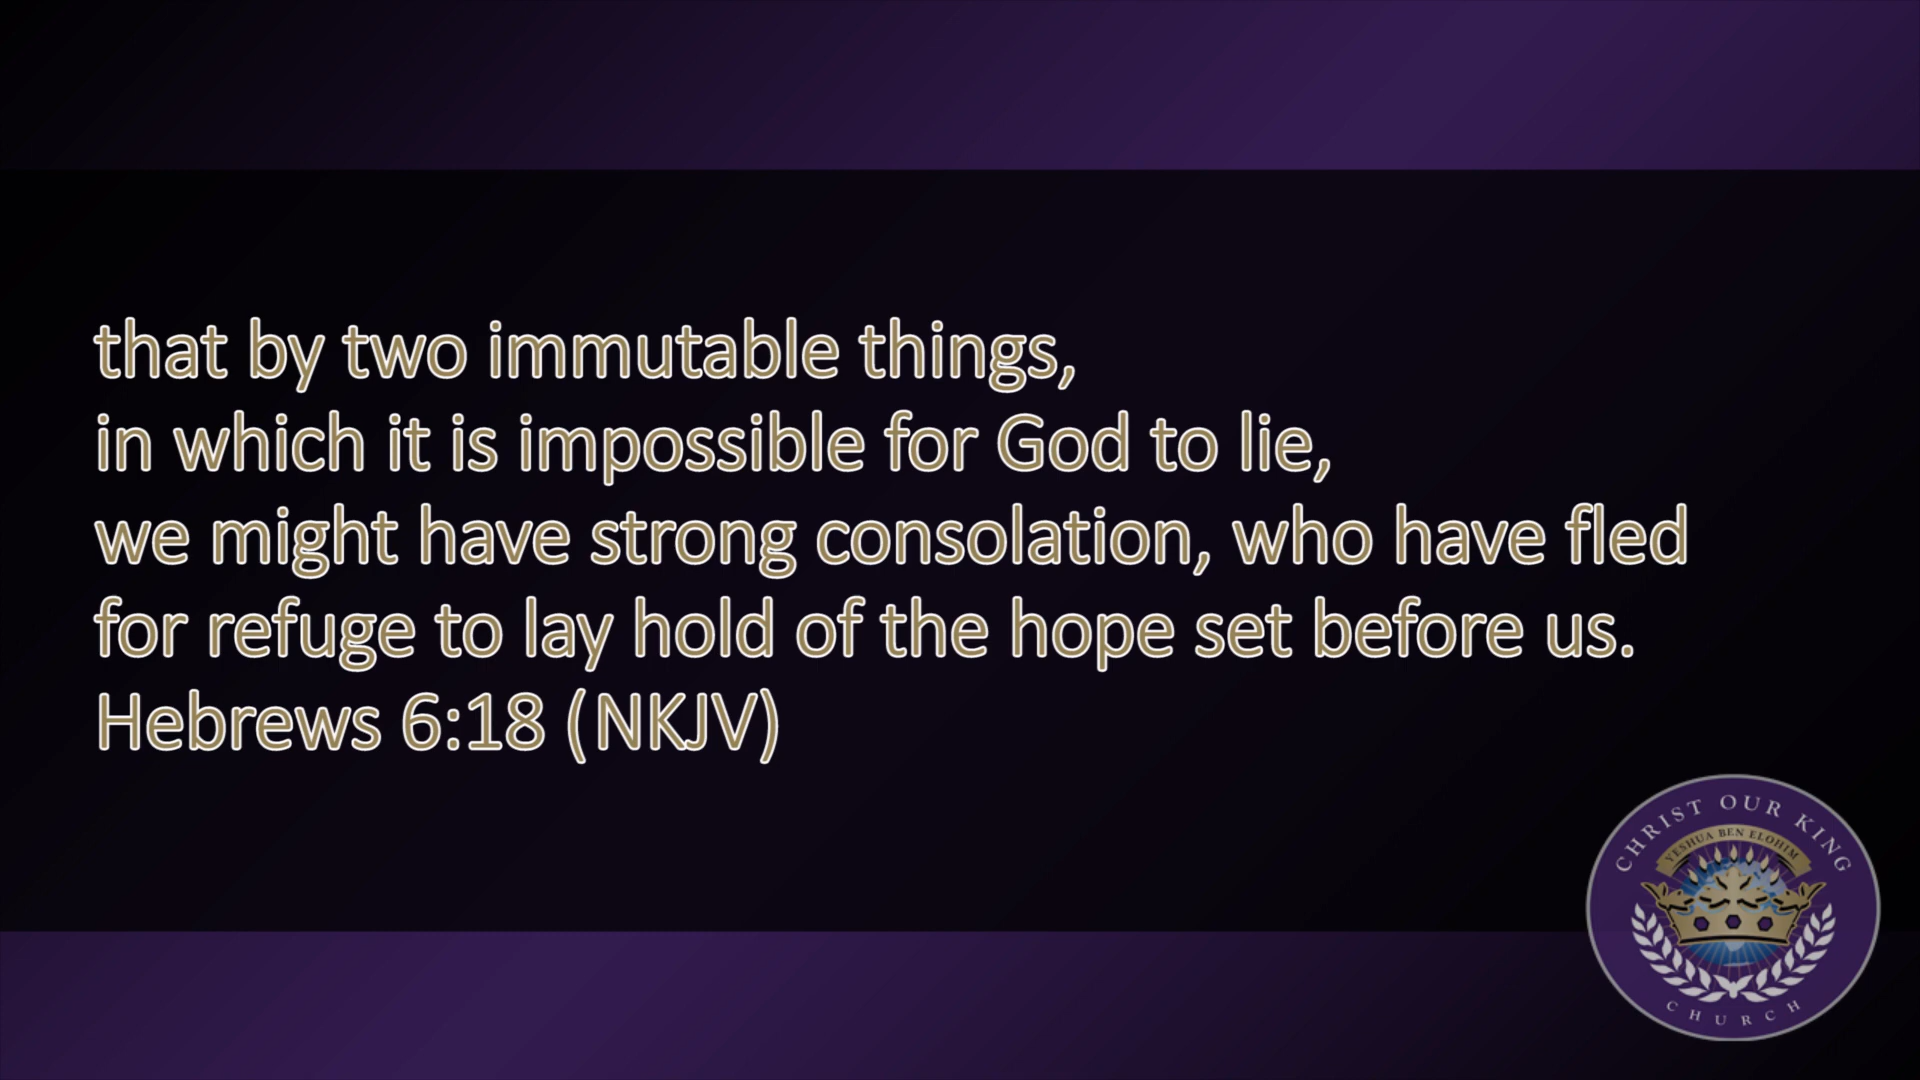 that by two immutable things,
in which it is impossible for God to lie,
we might have strong consolation, who have fled
for refuge to lay hold of the hope set before us.
Hebrews 6:18 (NKJV)
CHRIST OUR KING
YESHUA BEN ELOHIM
CHURCH